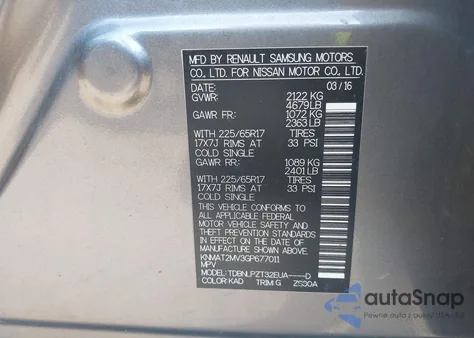 MFD BY RENAULT SAMSUNG MOTORS
CO., LTD. FOR NISSAN MOTOR CO., LTD.
DATE: 03/16
GVWR: 2122 KG
4679LB
GAWR FR: 1072 KG
2363LB
WITH 225/65R17 TIRES
17X7J RIMS AT 33 PSI
COLD SINGLE
GAWR RR: 1089 KG
2401LB
WITH 225/65R17 TIRES
17X7J RIMS AT 33 PSI
COLD SINGLE
THIS VEHICLE CONFORMS TO
ALL APPLICABLE FEDERAL
MOTOR VEHICLE SAFETY AND
THEFT PREVENTION STANDARDS
IN EFFECT ON THE DATE OF
MANUFACTURE SHOWN ABOVE.
KNMAT2MV3GP677011
MPV
MODEL: TDBNLPZT32EUA----D
COLOR KAD TRIM G ZS30A
autoSnap